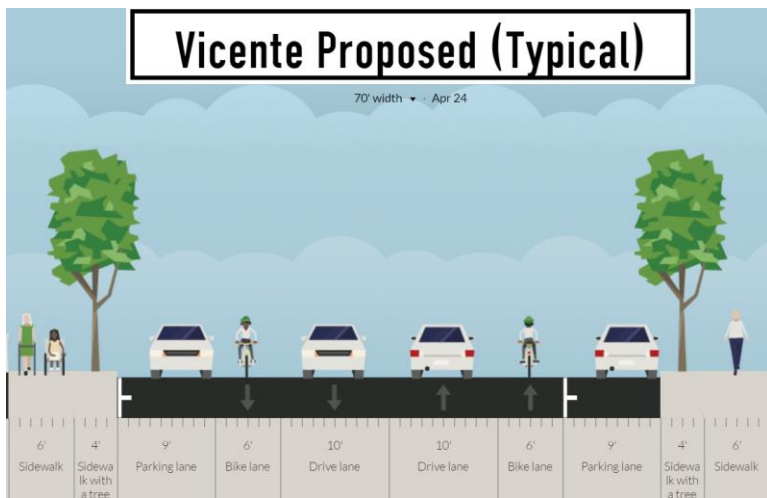 Vicente Proposed (Typical)
70' width ▾ · Apr 24
6' 4' 9' 6' 10' 10' 6' 9' 4' 6'
Sidewalk Sidewa Parking lane Bike lane Drive lane Drive lane Bike lane Parking lane Sidewa Sidewalk
lk with lk with
a tree a tree